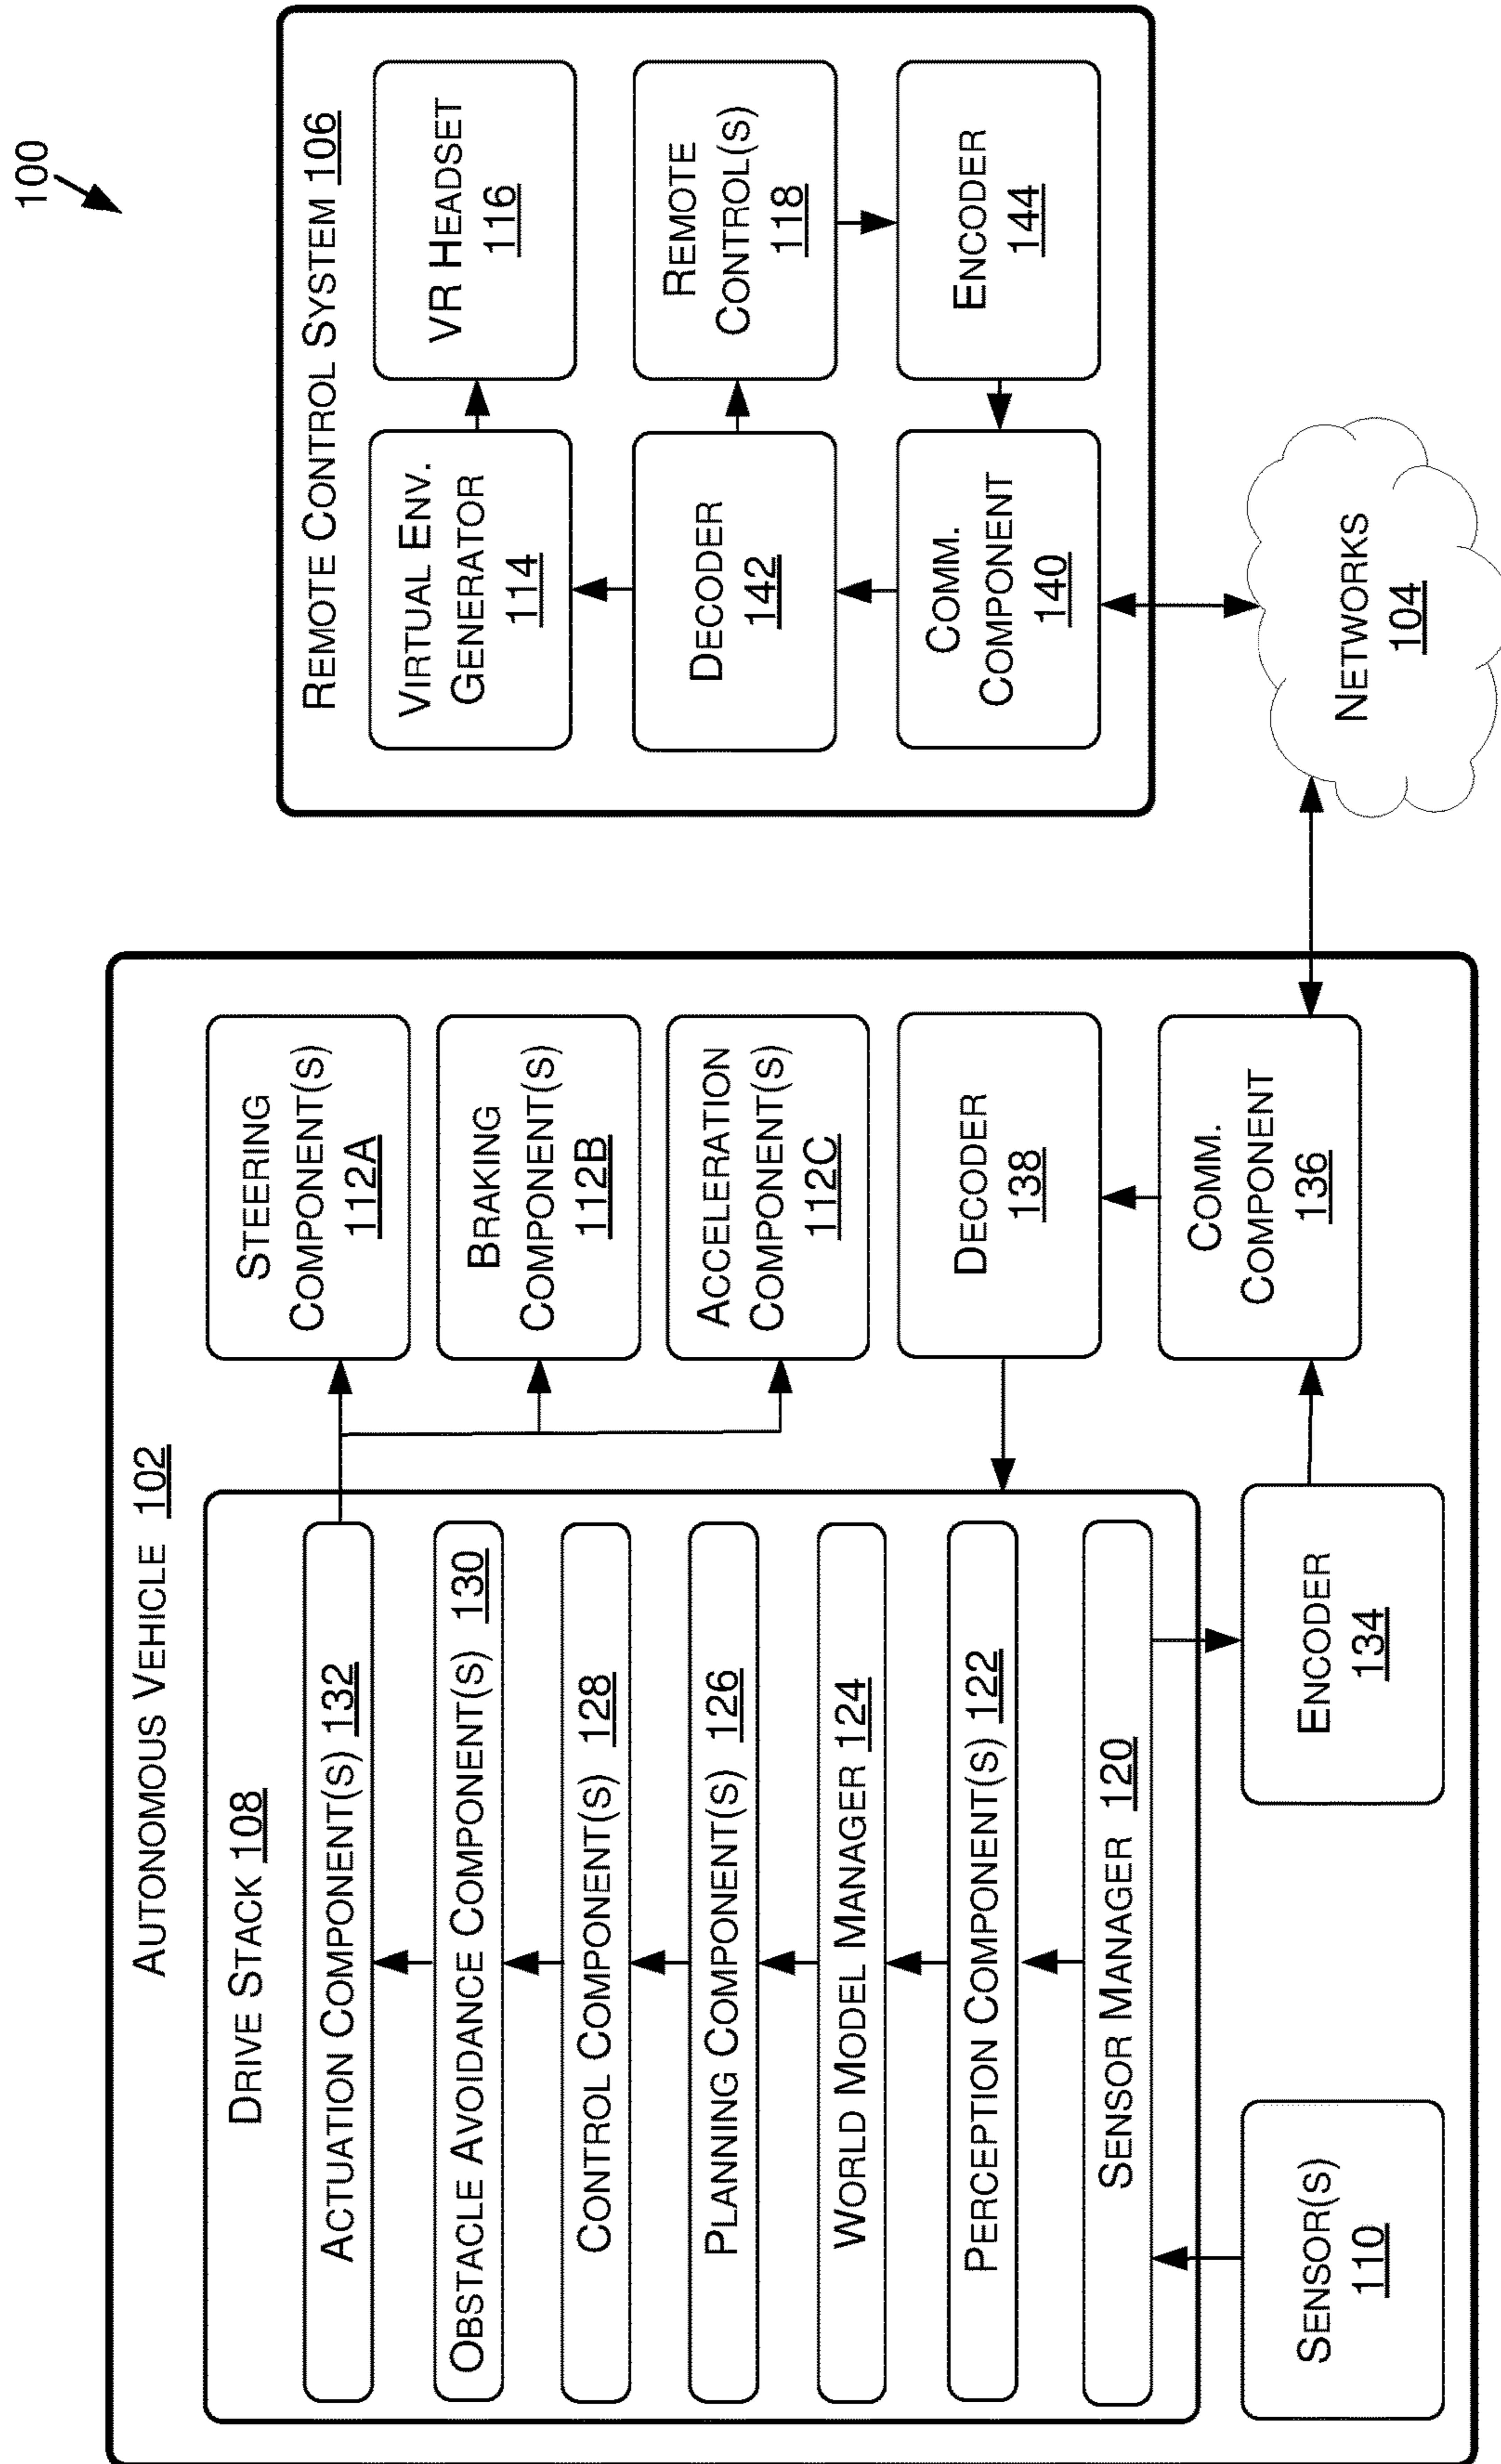 100
AUTONOMOUS VEHICLE 102
DRIVE STACK 108
ACTUATION COMPONENT(S) 132
OBSTACLE AVOIDANCE COMPONENT(S) 130
CONTROL COMPONENT(S) 128
PLANNING COMPONENT(S) 126
WORLD MODEL MANAGER 124
PERCEPTION COMPONENT(S) 122
SENSOR MANAGER 120
SENSOR(S)
110
ENCODER
134
STEERING
COMPONENT(S)
112A
BRAKING
COMPONENT(S)
112B
ACCELERATION
COMPONENT(S)
112C
DECODER
138
COMM.
COMPONENT
136
REMOTE CONTROL SYSTEM 106
VIRTUAL ENV.
GENERATOR
114
VR HEADSET
116
DECODER
142
REMOTE
CONTROL(S)
118
COMM.
COMPONENT
140
ENCODER
144
NETWORKS
104